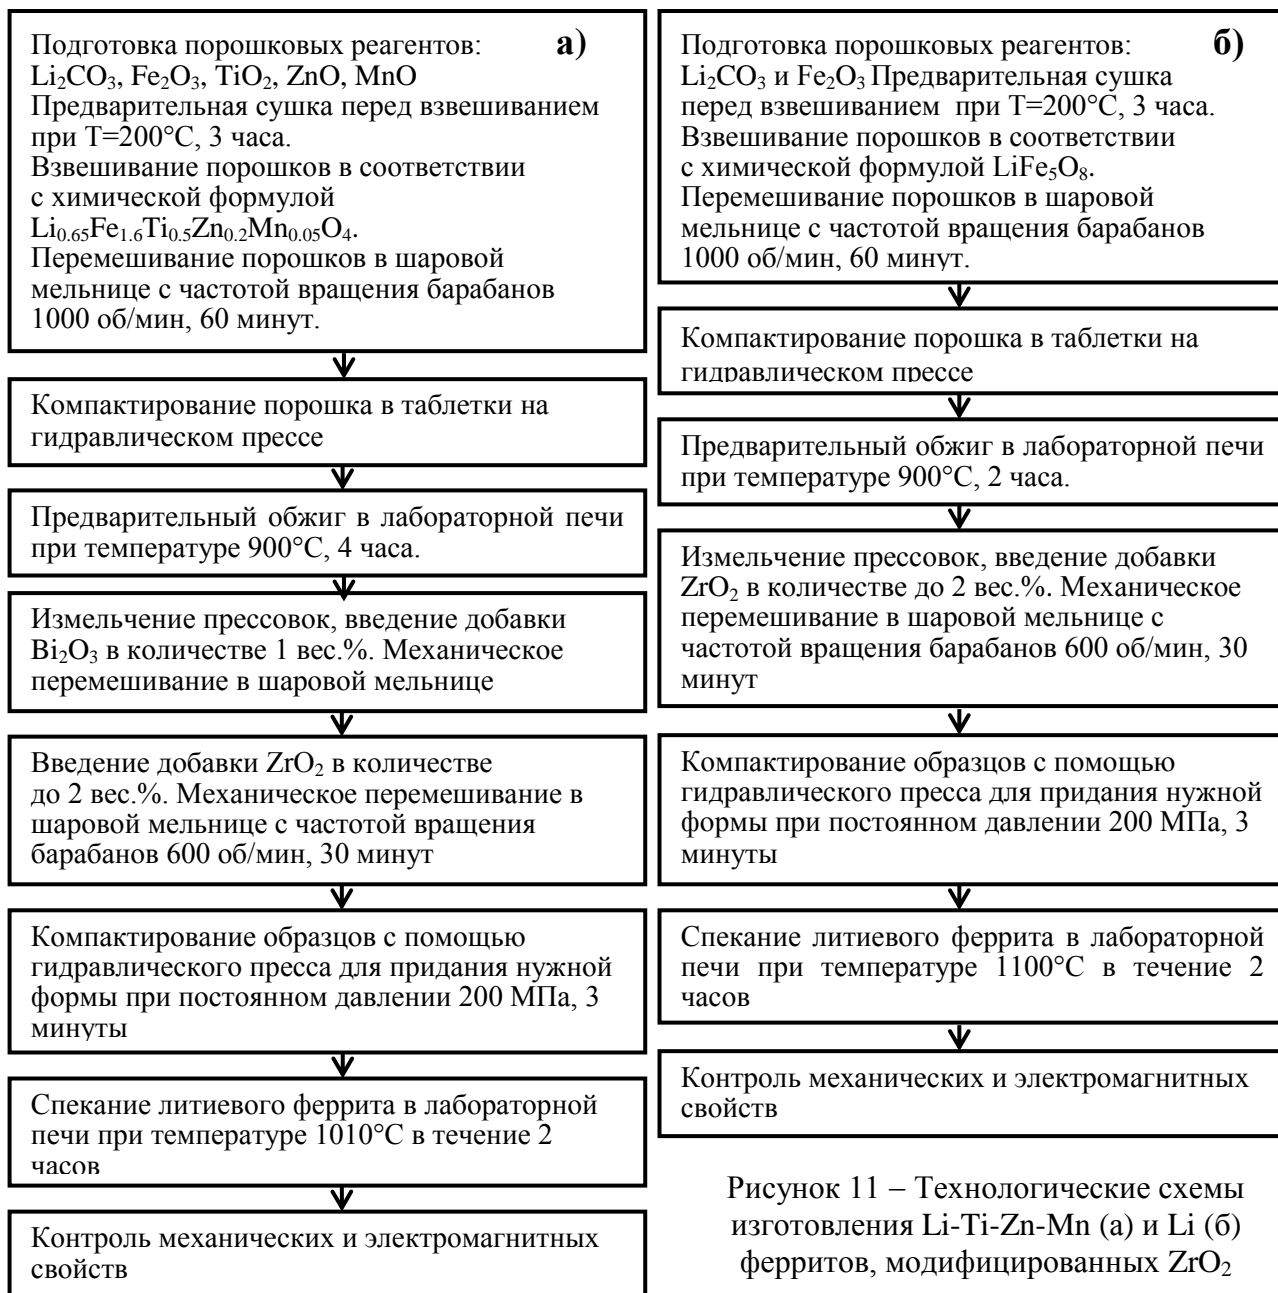 а)
Подготовка порошковых реагентов:
Li₂CO₃, Fe₂O₃, TiO₂, ZnO, MnO
Предварительная сушка перед взвешиванием
при T=200°С, 3 часа.
Взвешивание порошков в соответствии
с химической формулой
Li₀.₆₅Fe₁.₆Ti₀.₅Zn₀.₂Mn₀.₀₅O₄.
Перемешивание порошков в шаровой
мельнице с частотой вращения барабанов
1000 об/мин, 60 минут.
Компактирование порошка в таблетки на
гидравлическом прессе
Предварительный обжиг в лабораторной печи
при температуре 900°С, 4 часа.
Измельчение прессовок, введение добавки
Bi₂O₃ в количестве 1 вес.%. Механическое
перемешивание в шаровой мельнице
Введение добавки ZrO₂ в количестве
до 2 вес.%. Механическое перемешивание в
шаровой мельнице с частотой вращения
барабанов 600 об/мин, 30 минут
Компактирование образцов с помощью
гидравлического пресса для придания нужной
формы при постоянном давлении 200 МПа, 3
минуты
Спекание литиевого феррита в лабораторной
печи при температуре 1010°С в течение 2
часов
Контроль механических и электромагнитных
свойств
б)
Подготовка порошковых реагентов:
Li₂CO₃ и Fe₂O₃ Предварительная сушка
перед взвешиванием при T=200°С, 3 часа.
Взвешивание порошков в соответствии
с химической формулой LiFe₅O₈.
Перемешивание порошков в шаровой
мельнице с частотой вращения барабанов
1000 об/мин, 60 минут.
Компактирование порошка в таблетки на
гидравлическом прессе
Предварительный обжиг в лабораторной печи
при температуре 900°С, 2 часа.
Измельчение прессовок, введение добавки
ZrO₂ в количестве до 2 вес.%. Механическое
перемешивание в шаровой мельнице с
частотой вращения барабанов 600 об/мин, 30
минут
Компактирование образцов с помощью
гидравлического пресса для придания нужной
формы при постоянном давлении 200 МПа, 3
минуты
Спекание литиевого феррита в лабораторной
печи при температуре 1100°С в течение 2
часов
Контроль механических и электромагнитных
свойств
Рисунок 11 – Технологические схемы
изготовления Li-Ti-Zn-Mn (а) и Li (б)
ферритов, модифицированных ZrO₂